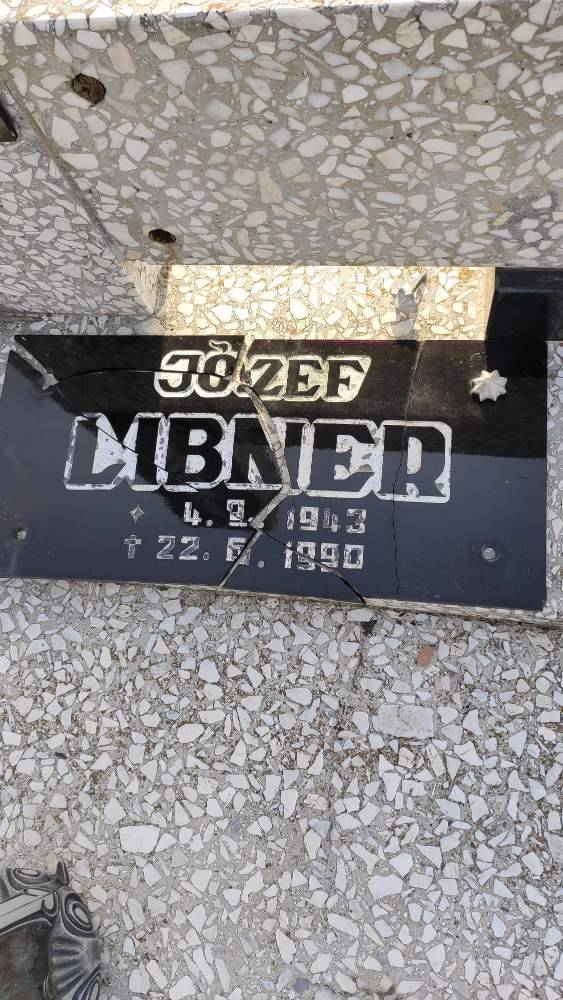 JÓZEF
LIBNER
✧ 4. 9. 1943
✝ 22. 6. 1990